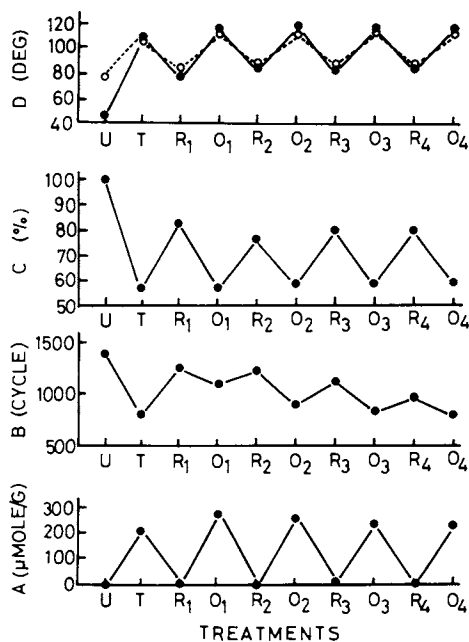 D (DEG)
120
100
80
60
40
U T R₁ O₁ R₂ O₂ R₃ O₃ R₄ O₄
C (%)
100
90
80
70
60
50
U T R₁ O₁ R₂ O₂ R₃ O₃ R₄ O₄
B (CYCLE)
1500
1000
500
U T R₁ O₁ R₂ O₂ R₃ O₃ R₄ O₄
A (μMOLE/G)
300
200
100
0
U T R₁ O₁ R₂ O₂ R₃ O₃ R₄ O₄
TREATMENTS